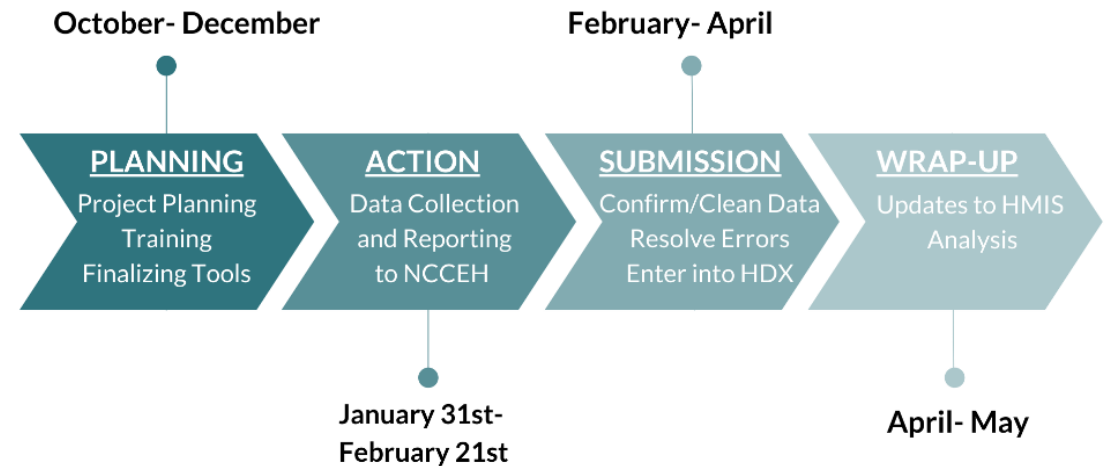 October- December
February- April
PLANNING
Project Planning
Training
Finalizing Tools
ACTION
Data Collection
and Reporting
to NCCEH
SUBMISSION
Confirm/Clean Data
Resolve Errors
Enter into HDX
WRAP-UP
Updates to HMIS
Analysis
January 31st-
February 21st
April- May